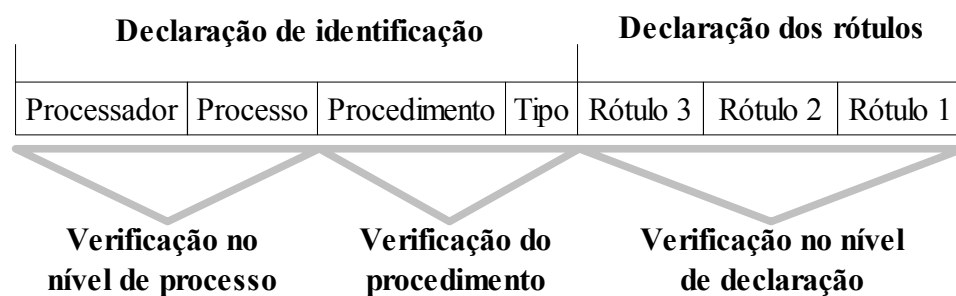 Declaração de identificação
Declaração dos rótulos
Processador Processo Procedimento Tipo Rótulo 3 Rótulo 2 Rótulo 1
Verificação no
nível de processo
Verificação do
procedimento
Verificação no nível
de declaração